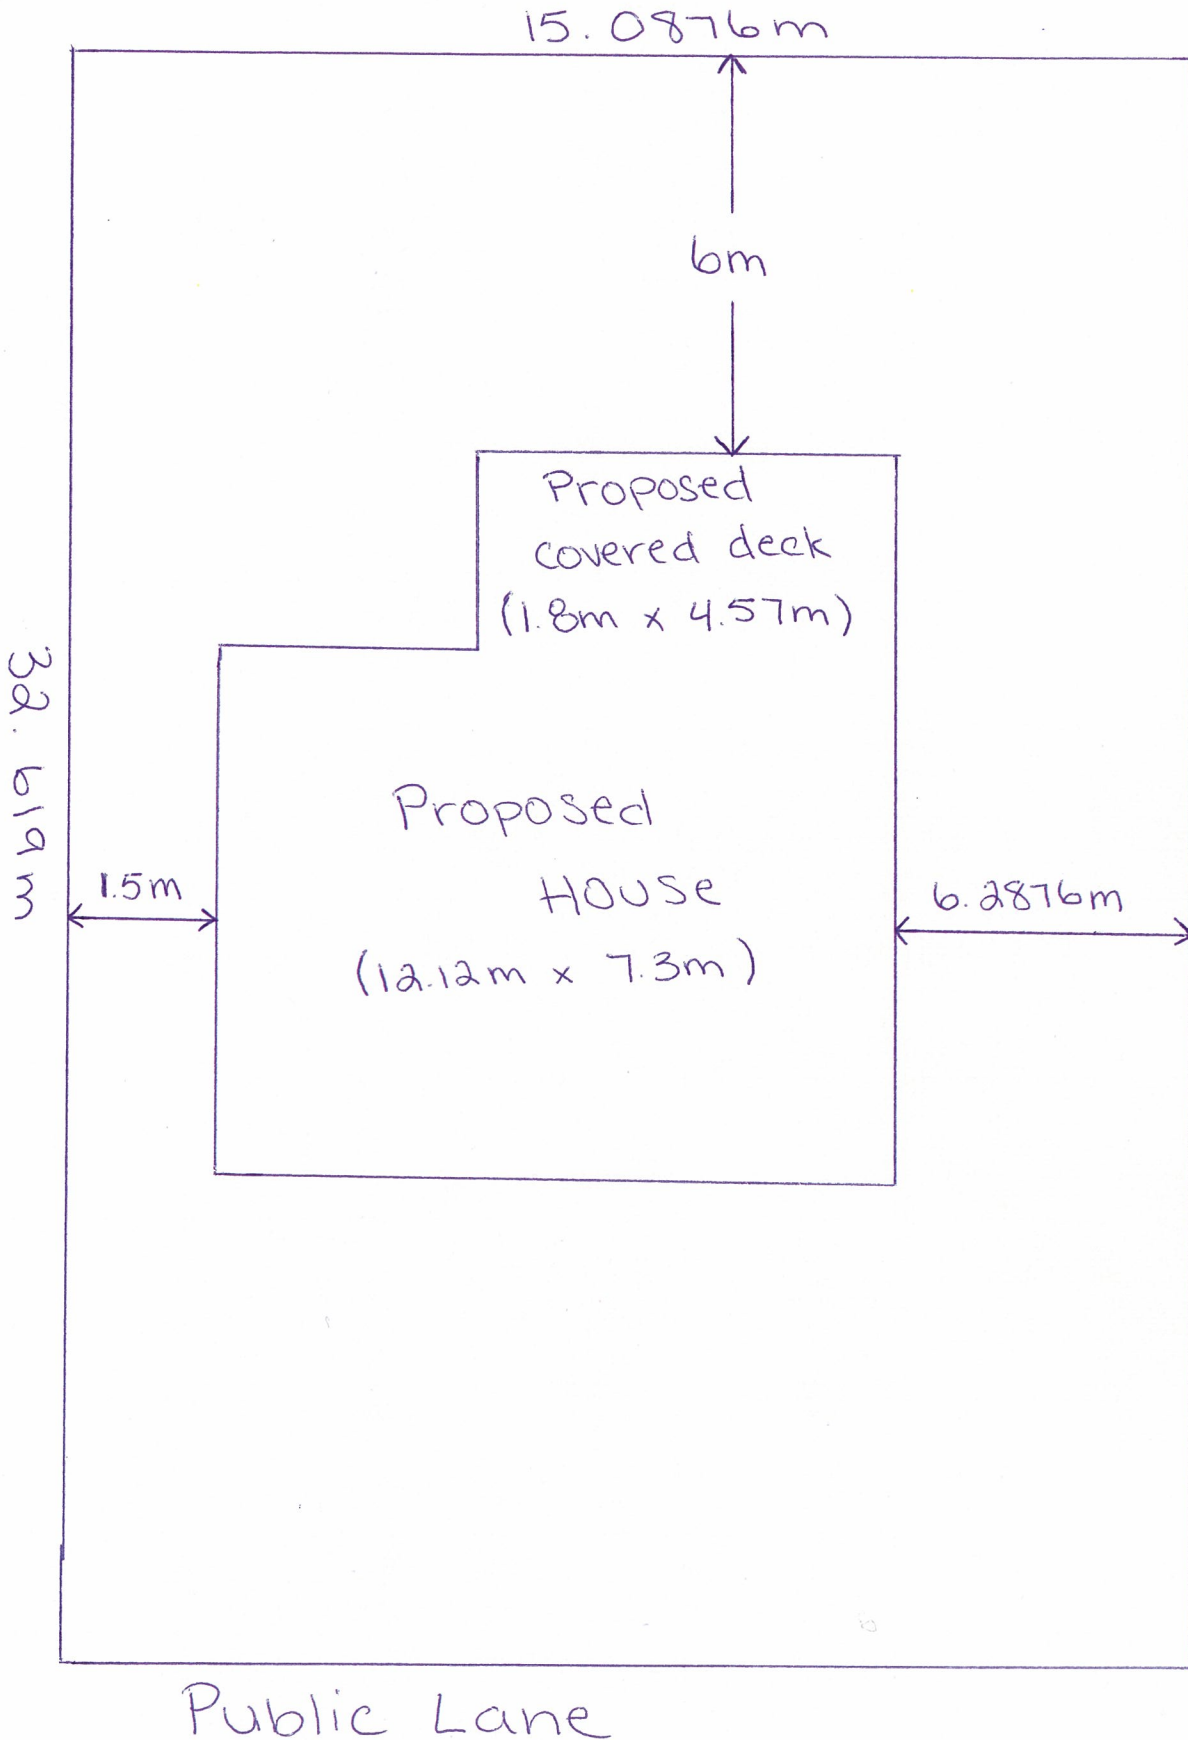 15.0876m
6m
Proposed
covered deck
(1.8m x 4.57m)
32.619m
Proposed
House
(12.12m x 7.3m)
1.5m
6.2876m
Public Lane